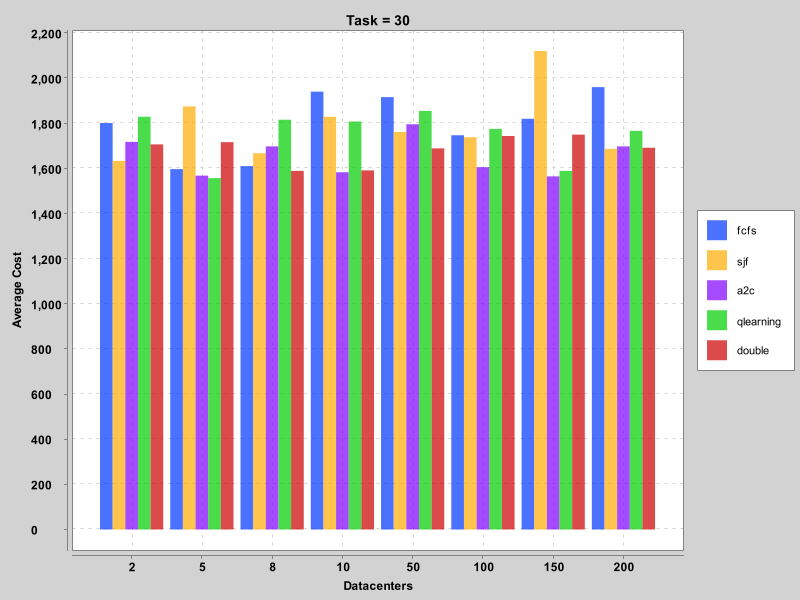 Task = 30
2,200
2,000
1,800
1,600
1,400
1,200
1,000
800
600
400
200
0
Average Cost
2 5 8 10 50 100 150 200
Datacenters
fcfs
sjf
a2c
qlearning
double